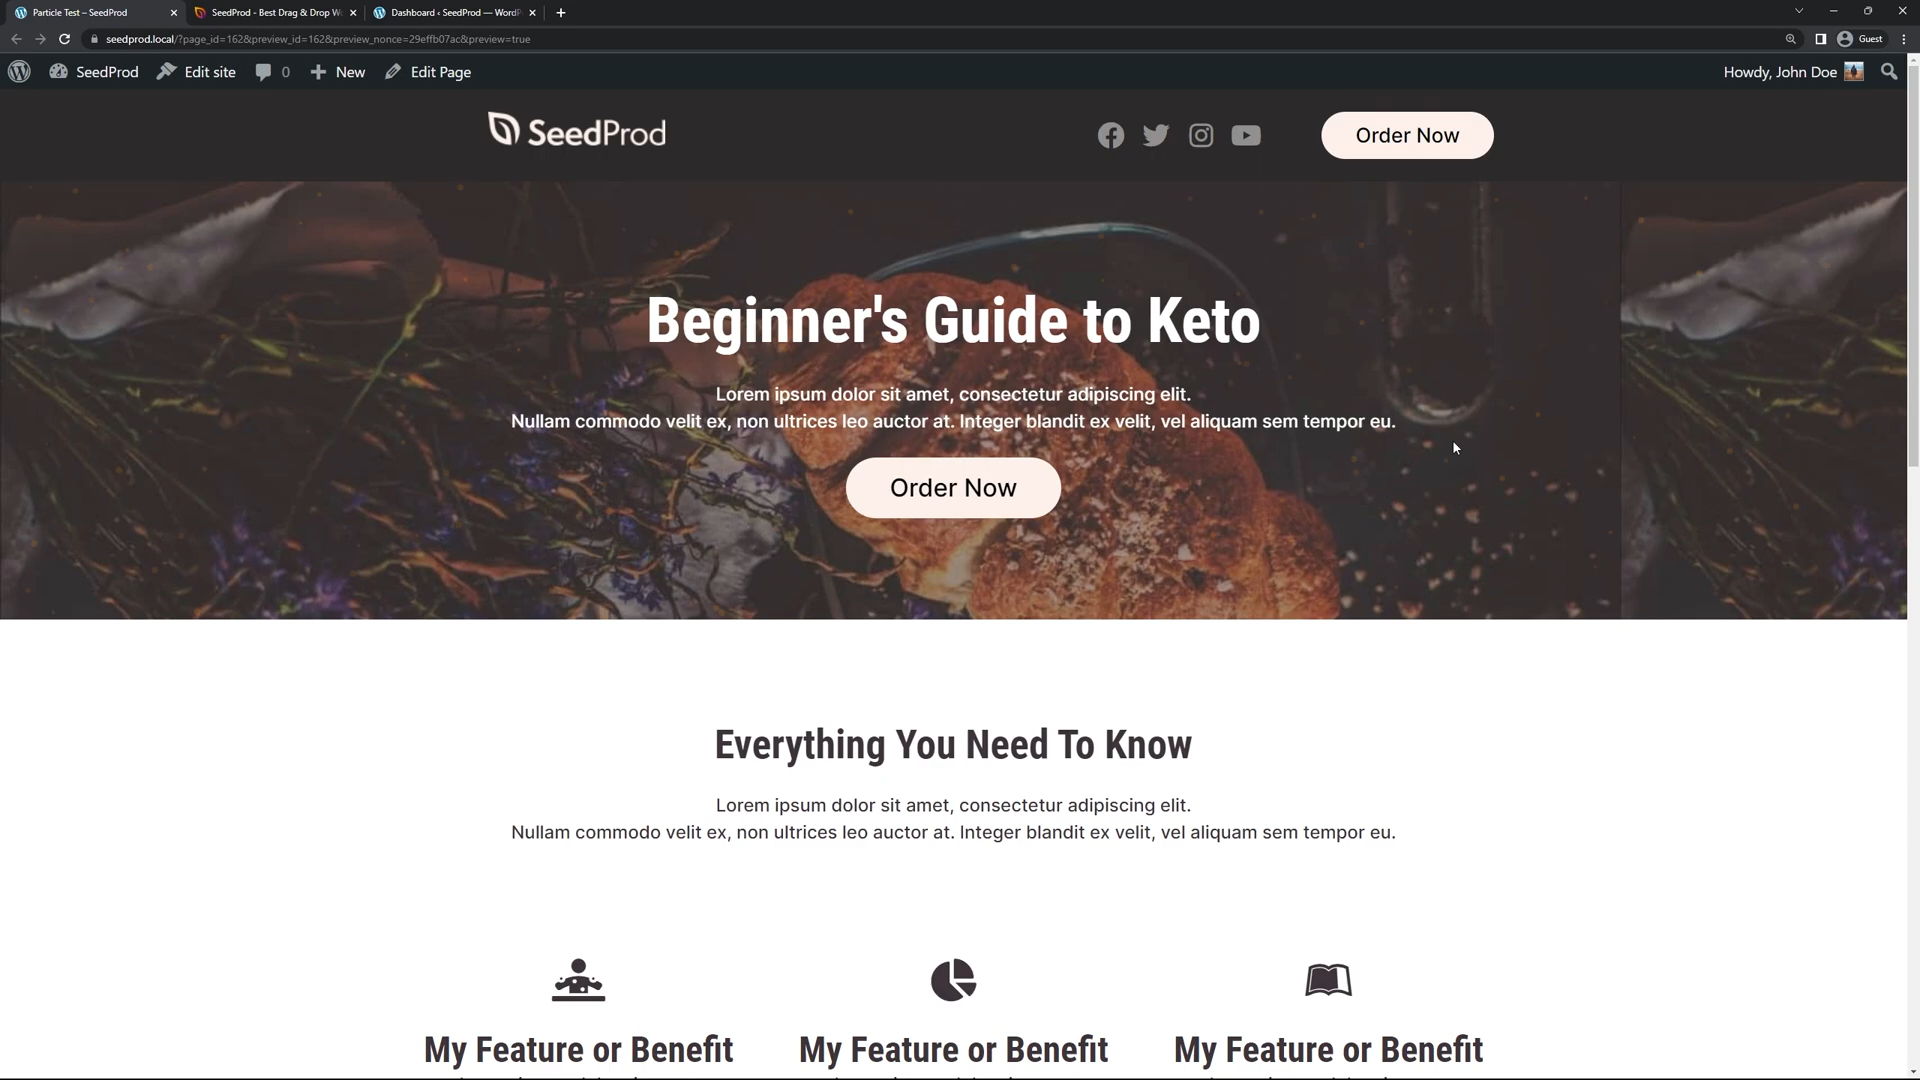 Particle Test – SeedProd
SeedProd - Best Drag & Drop W
Dashboard ‹ SeedProd — WordP
seedprod.local/?page_id=162&preview_id=162&preview_nonce=29effb07ac&preview=true
Guest
SeedProd
Edit site
0
New
Edit Page
Howdy, John Doe
SeedProd
Order Now
Beginner's Guide to Keto
Lorem ipsum dolor sit amet, consectetur adipiscing elit.
Nullam commodo velit ex, non ultrices leo auctor at. Integer blandit ex velit, vel aliquam sem tempor eu.
Order Now
Everything You Need To Know
Lorem ipsum dolor sit amet, consectetur adipiscing elit.
Nullam commodo velit ex, non ultrices leo auctor at. Integer blandit ex velit, vel aliquam sem tempor eu.
My Feature or Benefit
My Feature or Benefit
My Feature or Benefit